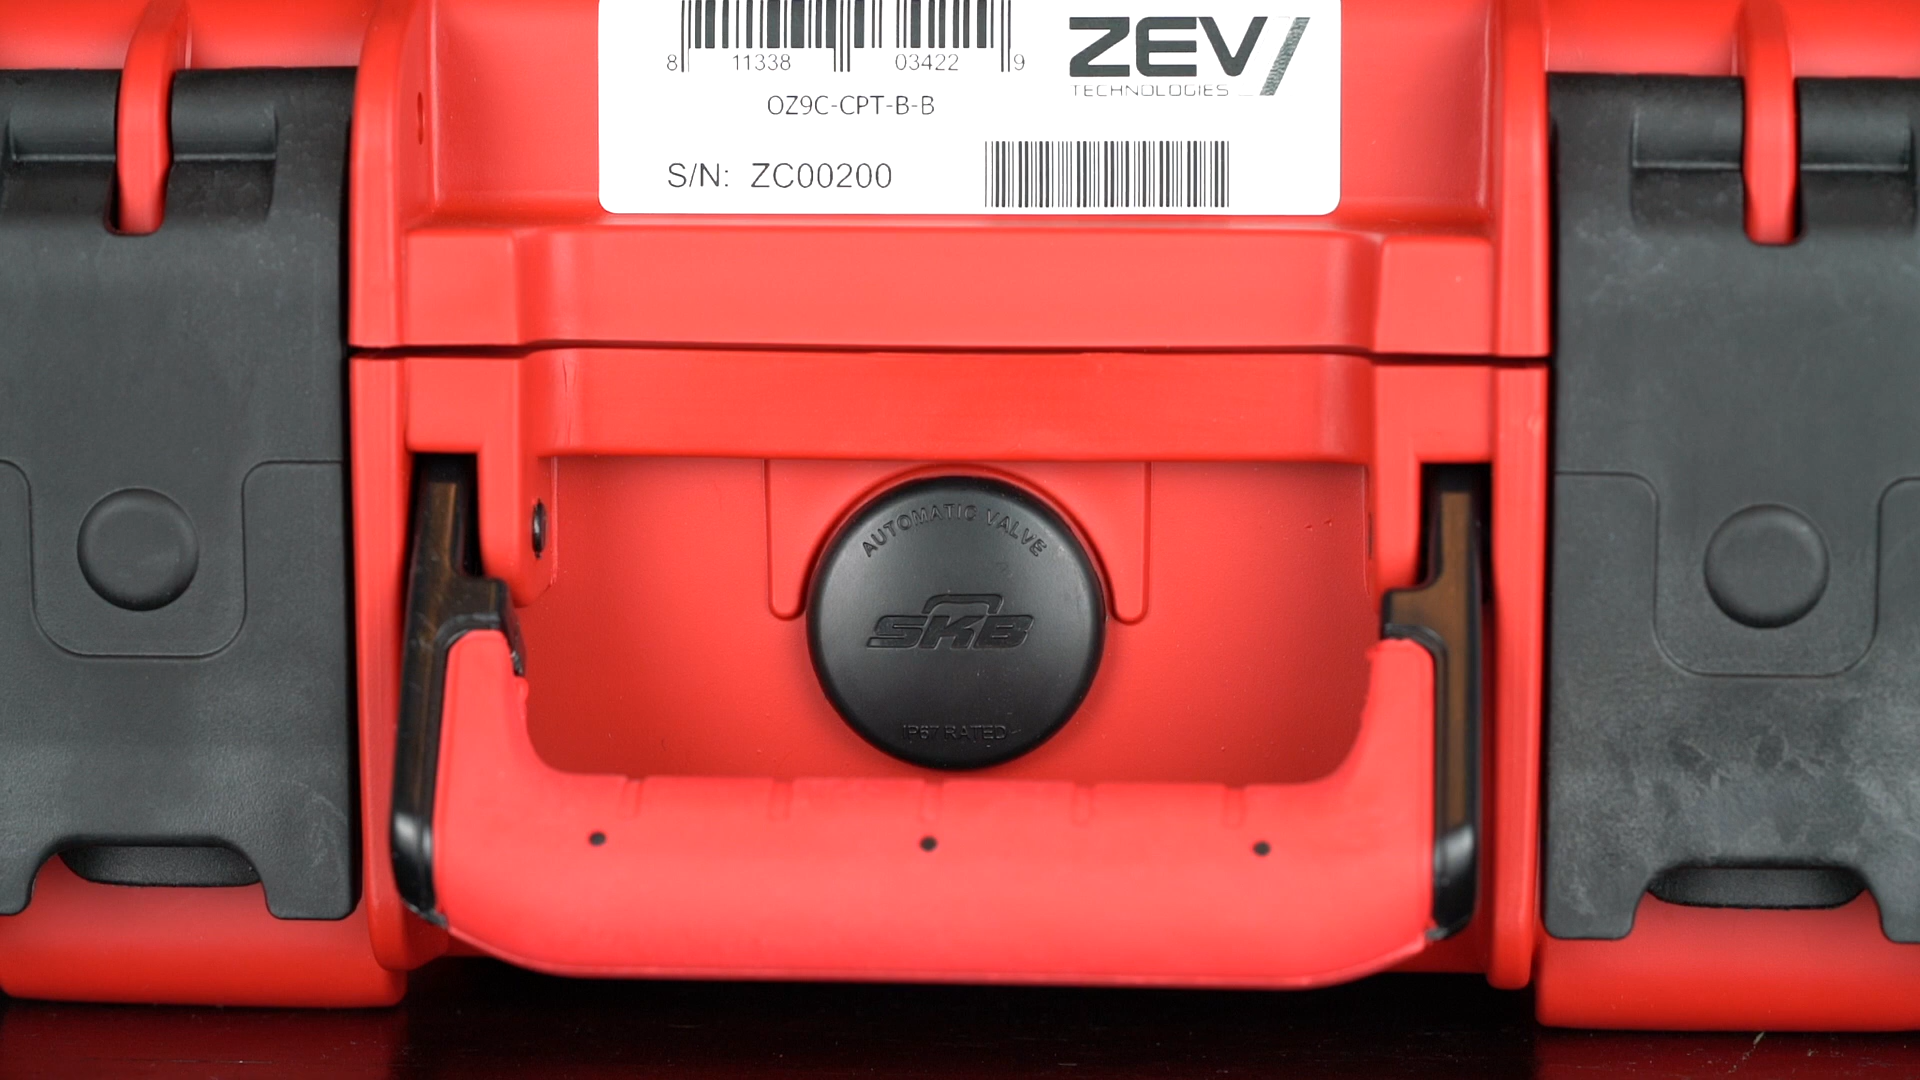 8 11338 03422 9
ZEV
TECHNOLOGIES
OZ9C-CPT-B-B
S/N: ZC00200
AUTOMATIC VALVE
SKB
IP67 RATED